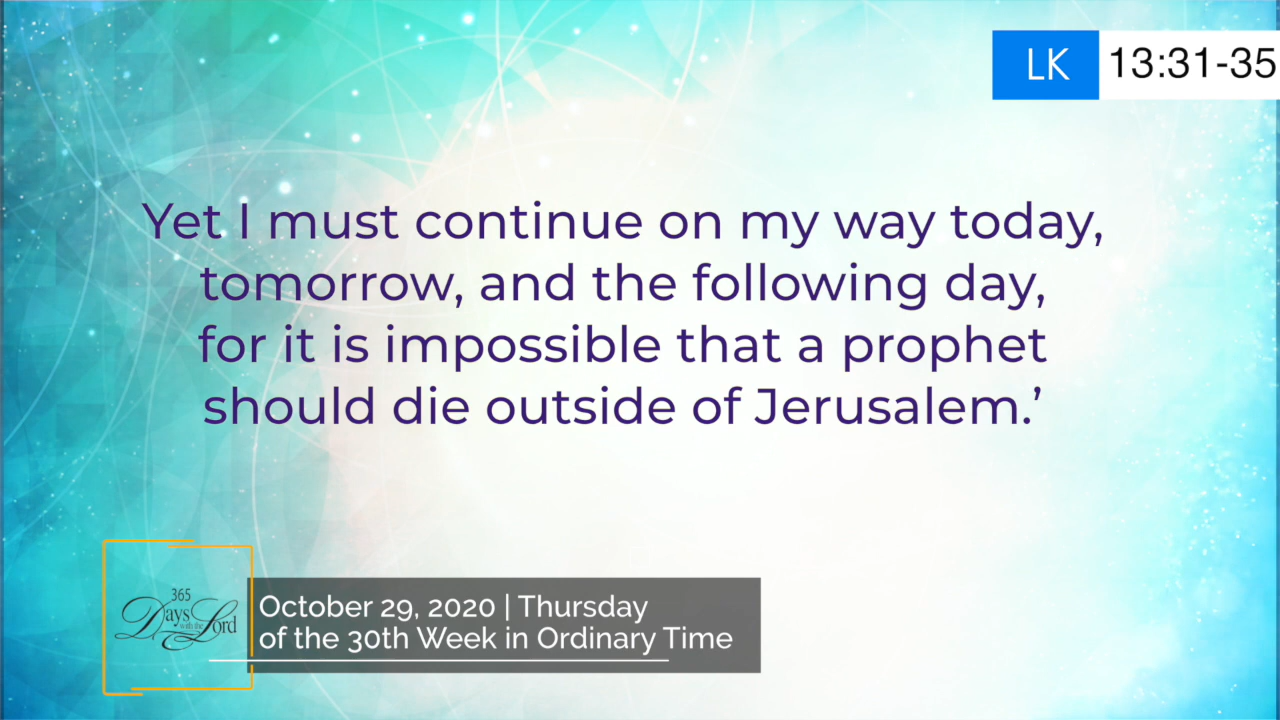 LK 13:31-35
Yet I must continue on my way today,
tomorrow, and the following day,
for it is impossible that a prophet
should die outside of Jerusalem.’
365
Days with the Lord
October 29, 2020 | Thursday
of the 30th Week in Ordinary Time